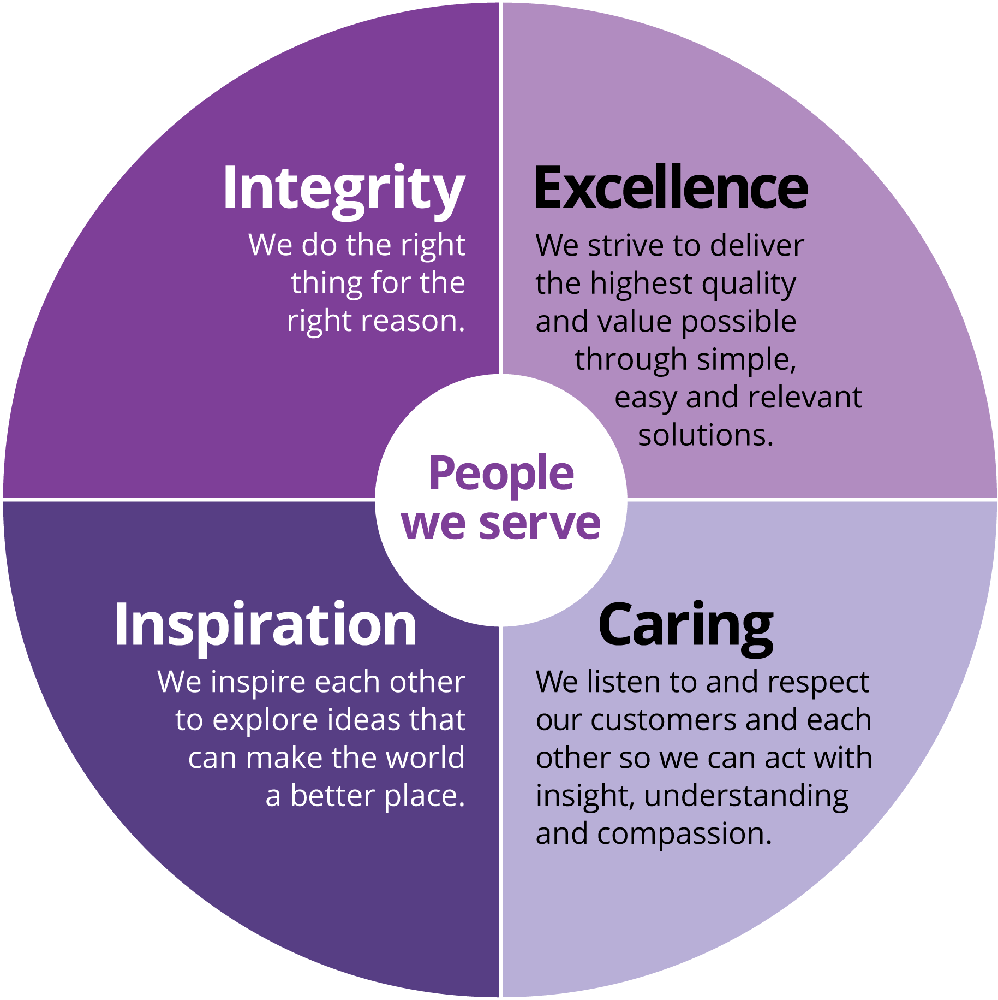 Integrity
We do the right
thing for the
right reason.
Excellence
We strive to deliver
the highest quality
and value possible
through simple,
easy and relevant
solutions.
People
we serve
Inspiration
We inspire each other
to explore ideas that
can make the world
a better place.
Caring
We listen to and respect
our customers and each
other so we can act with
insight, understanding
and compassion.